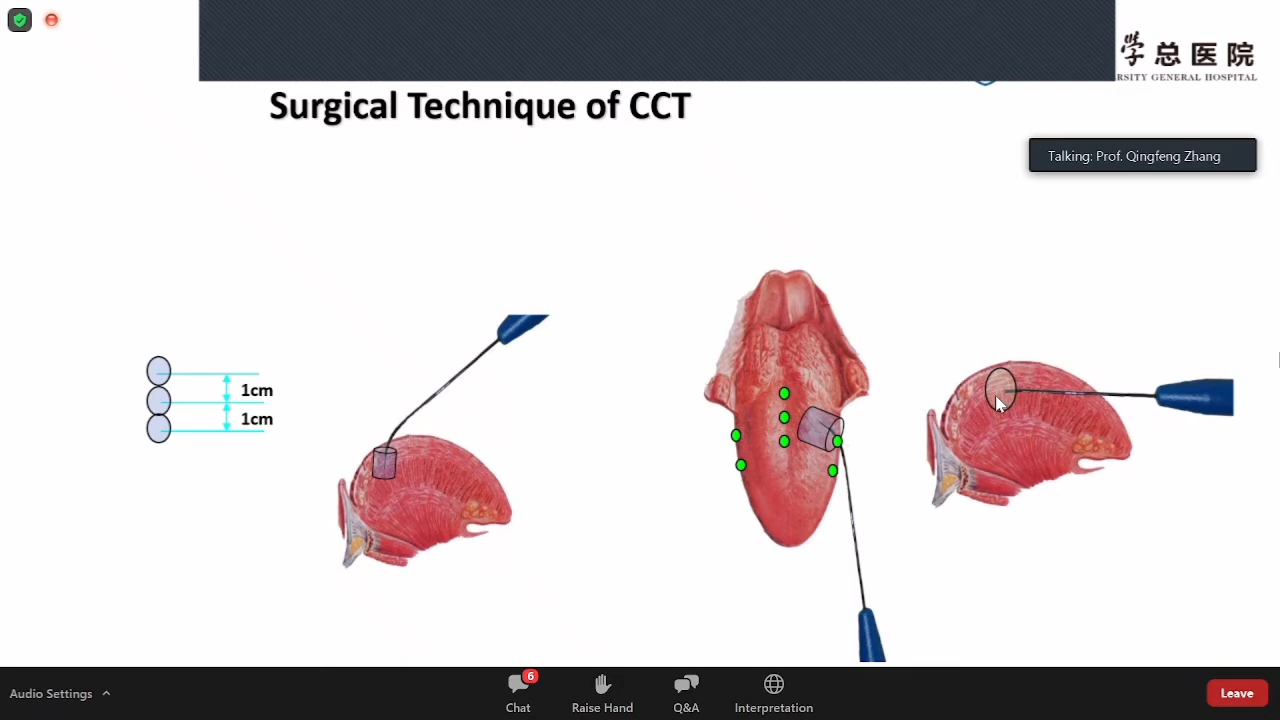 学总医院
RSITY GENERAL HOSPITAL
Surgical Technique of CCT
Talking: Prof. Qingfeng Zhang
1cm
1cm
Audio Settings
6
Chat
Raise Hand
Q&A
Interpretation
Leave